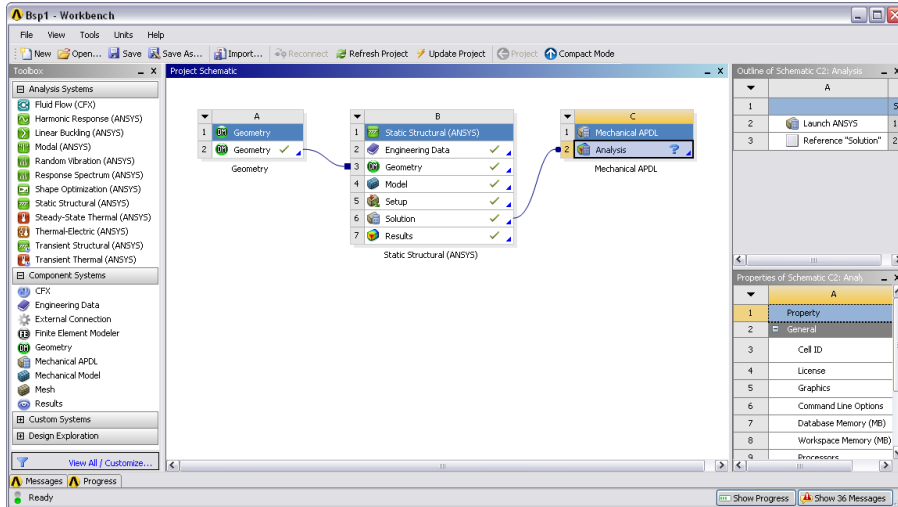 Bsp1 - Workbench
File View Tools Units Help
New Open... Save Save As... Import... Reconnect Refresh Project Update Project Project Compact Mode
Toolbox
Analysis Systems
Fluid Flow (CFX)
Harmonic Response (ANSYS)
Linear Buckling (ANSYS)
Modal (ANSYS)
Random Vibration (ANSYS)
Response Spectrum (ANSYS)
Shape Optimization (ANSYS)
Static Structural (ANSYS)
Steady-State Thermal (ANSYS)
Thermal-Electric (ANSYS)
Transient Structural (ANSYS)
Transient Thermal (ANSYS)
Component Systems
CFX
Engineering Data
External Connection
Finite Element Modeler
Geometry
Mechanical APDL
Mechanical Model
Mesh
Results
Custom Systems
Design Exploration
View All / Customize...
Project Schematic
A
1 Geometry
2 Geometry
Geometry
B
1 Static Structural (ANSYS)
2 Engineering Data
3 Geometry
4 Model
5 Setup
6 Solution
7 Results
Static Structural (ANSYS)
C
1 Mechanical APDL
2 Analysis ?
Mechanical APDL
Outline of Schematic C2: Analysis
A
1 S
2 Launch ANSYS 1
3 Reference "Solution" 2
Properties of Schematic C2: Analy
A
1 Property
2 General
3 Cell ID
4 License
5 Graphics
6 Command Line Options
7 Database Memory (MB)
8 Workspace Memory (MB)
9 Processors
Messages Progress
Ready
Show Progress Show 36 Messages